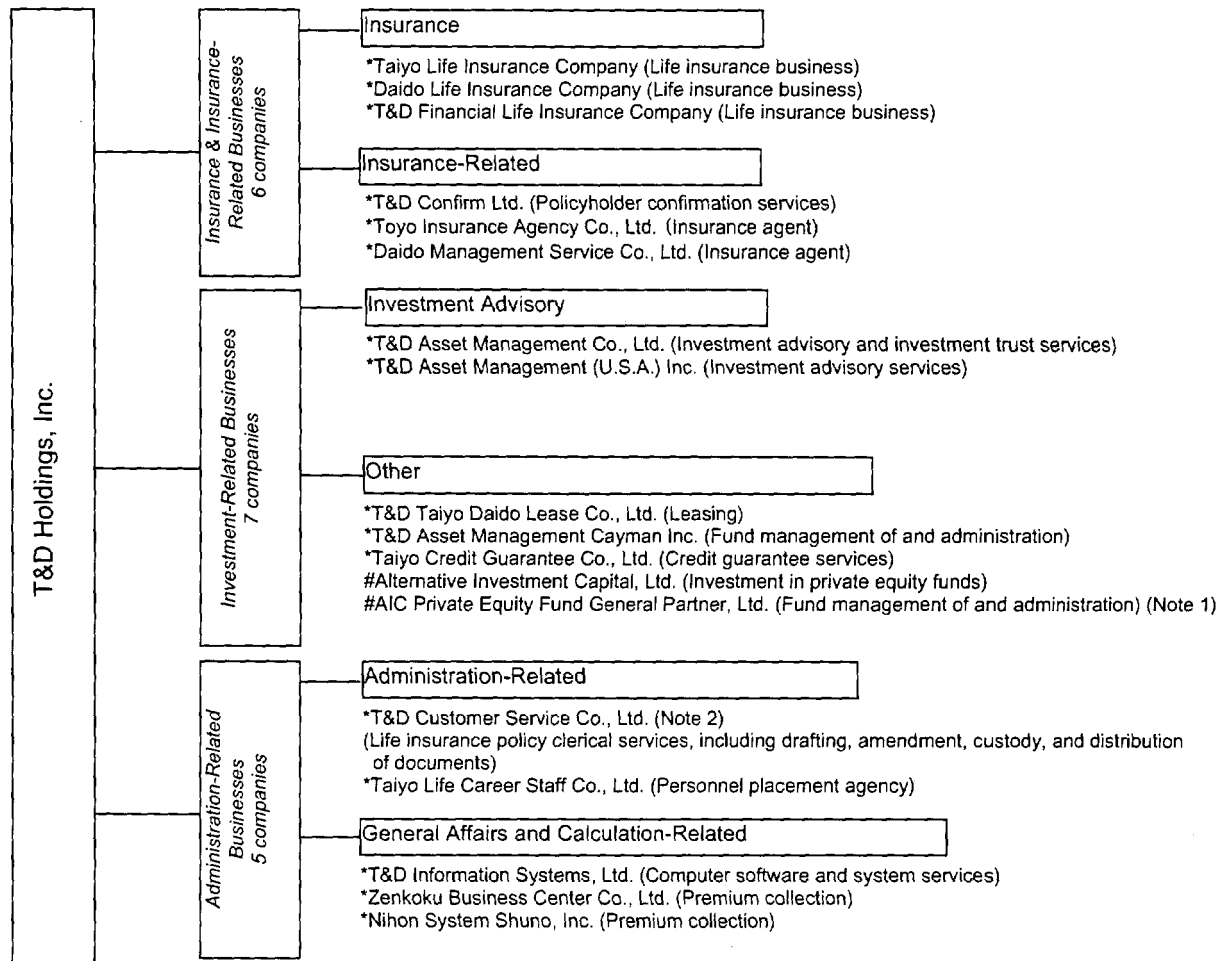 T&D Holdings, Inc.
Insurance & Insurance-
Related Businesses
6 companies
Insurance
*Taiyo Life Insurance Company (Life insurance business)
*Daido Life Insurance Company (Life insurance business)
*T&D Financial Life Insurance Company (Life insurance business)
Insurance-Related
*T&D Confirm Ltd. (Policyholder confirmation services)
*Toyo Insurance Agency Co., Ltd. (Insurance agent)
*Daido Management Service Co., Ltd. (Insurance agent)
Investment-Related Businesses
7 companies
Investment Advisory
*T&D Asset Management Co., Ltd. (Investment advisory and investment trust services)
*T&D Asset Management (U.S.A.) Inc. (Investment advisory services)
Other
*T&D Taiyo Daido Lease Co., Ltd. (Leasing)
*T&D Asset Management Cayman Inc. (Fund management of and administration)
*Taiyo Credit Guarantee Co., Ltd. (Credit guarantee services)
#Alternative Investment Capital, Ltd. (Investment in private equity funds)
#AIC Private Equity Fund General Partner, Ltd. (Fund management of and administration) (Note 1)
Administration-Related
Businesses
5 companies
Administration-Related
*T&D Customer Service Co., Ltd. (Note 2)
(Life insurance policy clerical services, including drafting, amendment, custody, and distribution
of documents)
*Taiyo Life Career Staff Co., Ltd. (Personnel placement agency)
General Affairs and Calculation-Related
*T&D Information Systems, Ltd. (Computer software and system services)
*Zenkoku Business Center Co., Ltd. (Premium collection)
*Nihon System Shuno, Inc. (Premium collection)